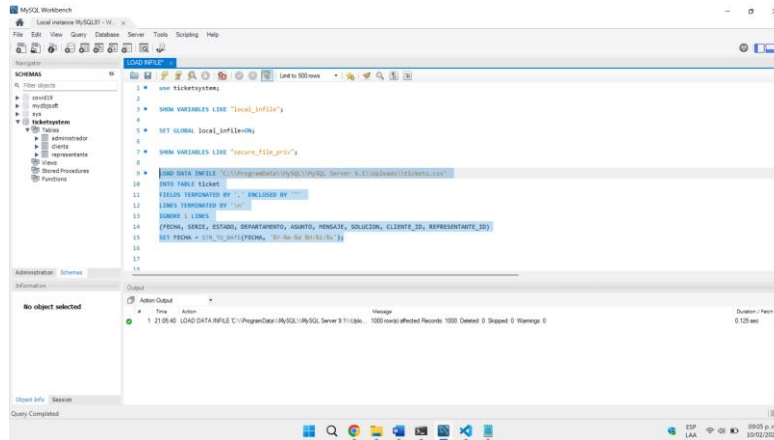 MySQL Workbench
Local instance MySQL91 - W... ×
File Edit View Query Database Server Tools Scripting Help
Navigator
SCHEMAS
Filter objects
covid19
mydbjsoft
sys
ticketsystem
Tables
administrador
cliente
representante
Views
Stored Procedures
Functions
Administration Schemas
Information
No object selected
Object Info Session
Query Completed
LOAD INFILE* ×
Limit to 500 rows
1 use ticketsystem;
2
3 SHOW VARIABLES LIKE "local_infile";
4
5 SET GLOBAL local_infile=ON;
6
7 SHOW VARIABLES LIKE "secure_file_priv";
8
9 LOAD DATA INFILE 'C:\\ProgramData\\MySQL\\MySQL Server 9.1\\Uploads\\tickets.csv'
10 INTO TABLE ticket
11 FIELDS TERMINATED BY ',' ENCLOSED BY '"'
12 LINES TERMINATED BY '\n'
13 IGNORE 1 LINES
14 (FECHA, SERIE, ESTADO, DEPARTAMENTO, ASUNTO, MENSAJE, SOLUCION, CLIENTE_ID, REPRESENTANTE_ID)
15 SET FECHA = STR_TO_DATE(FECHA,
16
17
18
Output
Action Output
# Time Action Message Duration / Fetch
1 21:05:40 LOAD DATA INFILE 'C:\\ProgramData\\MySQL\\MySQL Server 9.1\\Uplo... 1000 row(s) affected Records: 1000 Deleted: 0 Skipped: 0 Warnings: 0 0.125 sec
ESP
LAA
09:05 p.
10/02/202